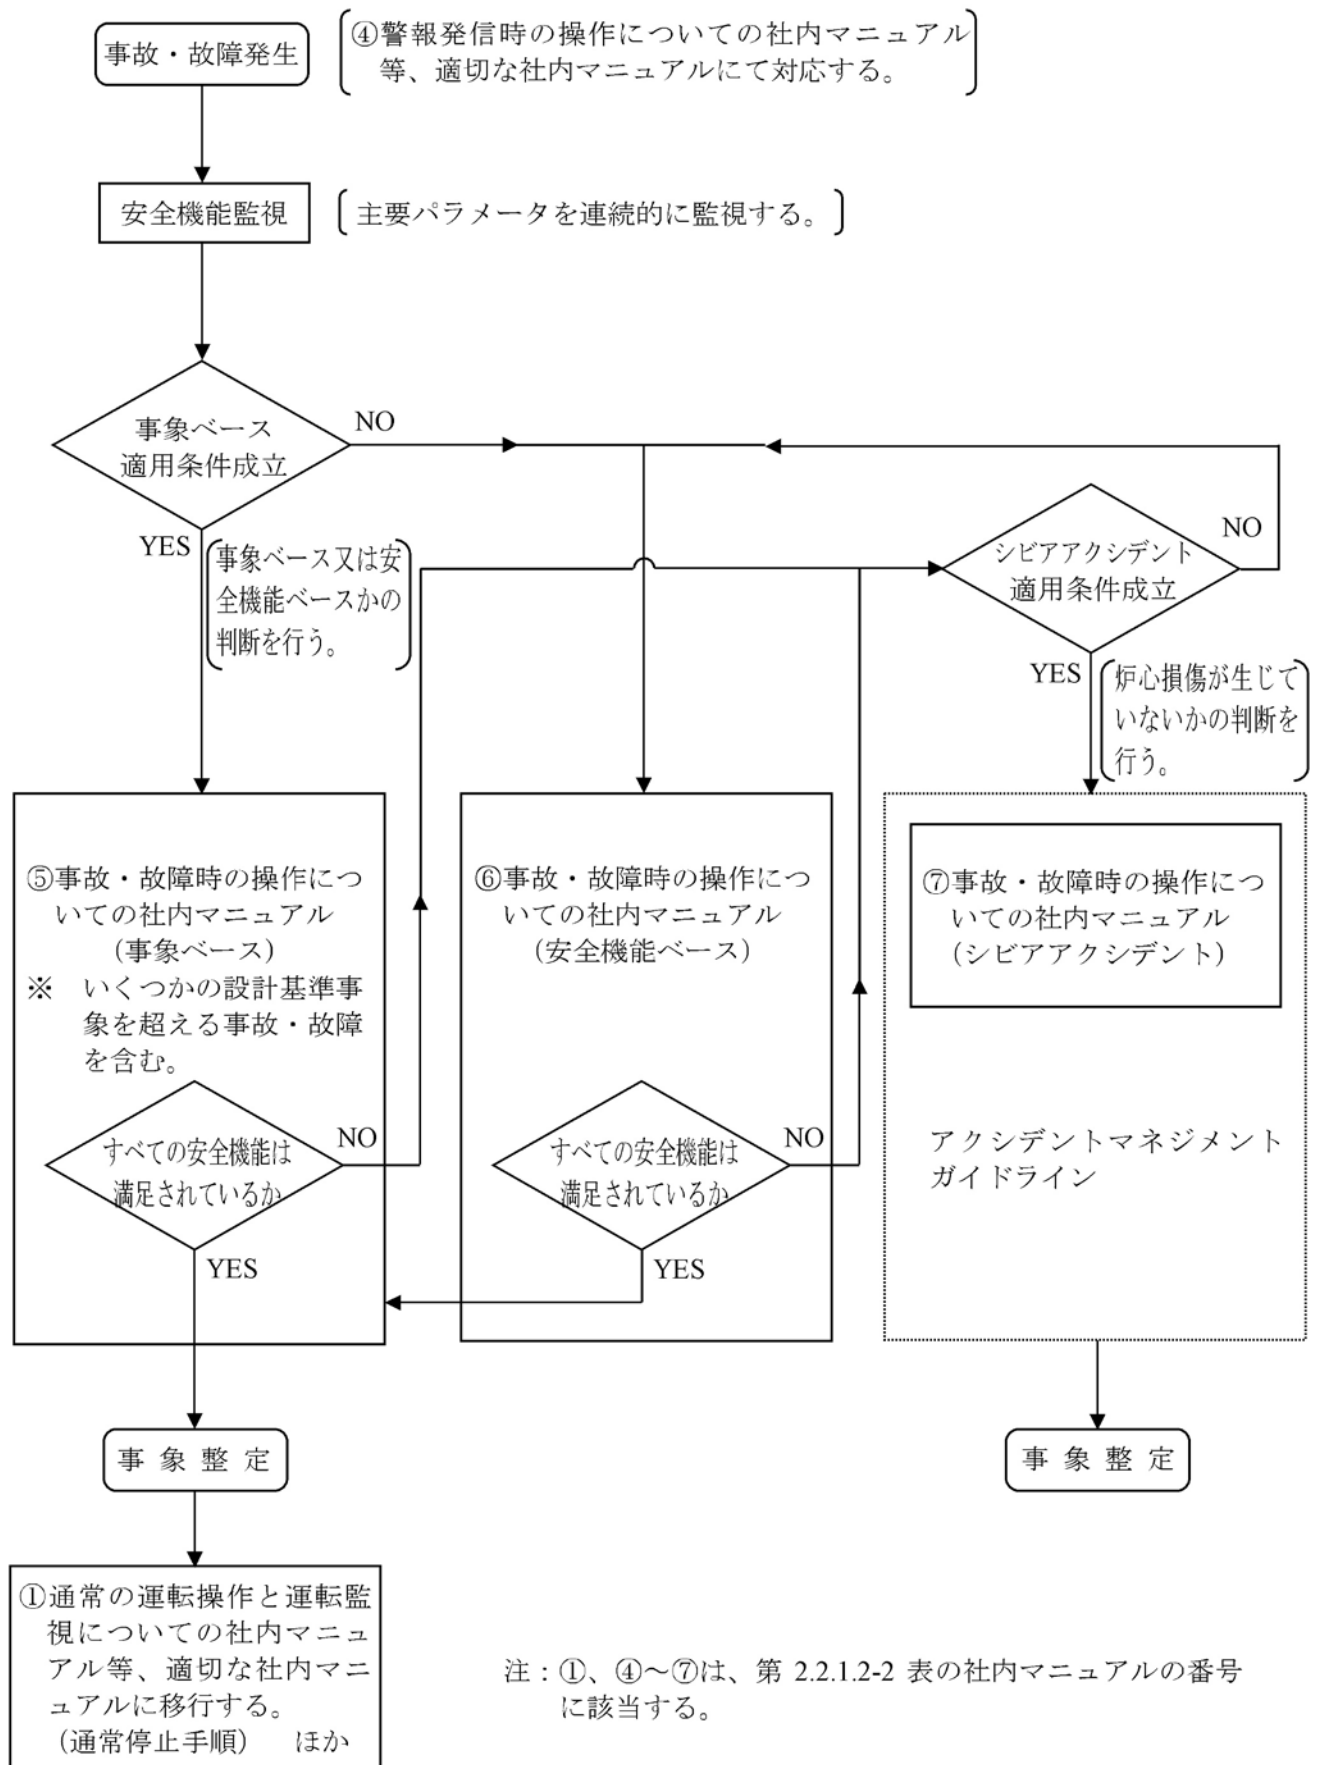 事故・故障発生
④警報発信時の操作についての社内マニュアル
等、適切な社内マニュアルにて対応する。
安全機能監視
主要パラメータを連続的に監視する。
事象ベース
適用条件成立
NO
YES
事象ベース又は安
全機能ベースかの
判断を行う。
シビアアクシデント
適用条件成立
NO
YES
炉心損傷が生じて
いないかの判断を
行う。
⑤事故・故障時の操作につ
いての社内マニュアル
(事象ベース)
※ いくつかの設計基準事
象を超える事故・故障
を含む。
すべての安全機能は
満足されているか
NO
YES
⑥事故・故障時の操作につ
いての社内マニュアル
(安全機能ベース)
すべての安全機能は
満足されているか
NO
YES
⑦事故・故障時の操作につ
いての社内マニュアル
(シビアアクシデント)
アクシデントマネジメント
ガイドライン
事 象 整 定
事 象 整 定
①通常の運転操作と運転監
視についての社内マニュ
アル等、適切な社内マニ
ュアルに移行する。
(通常停止手順) ほか
注：①、④～⑦は、第 2.2.1.2-2 表の社内マニュアルの番号
に該当する。